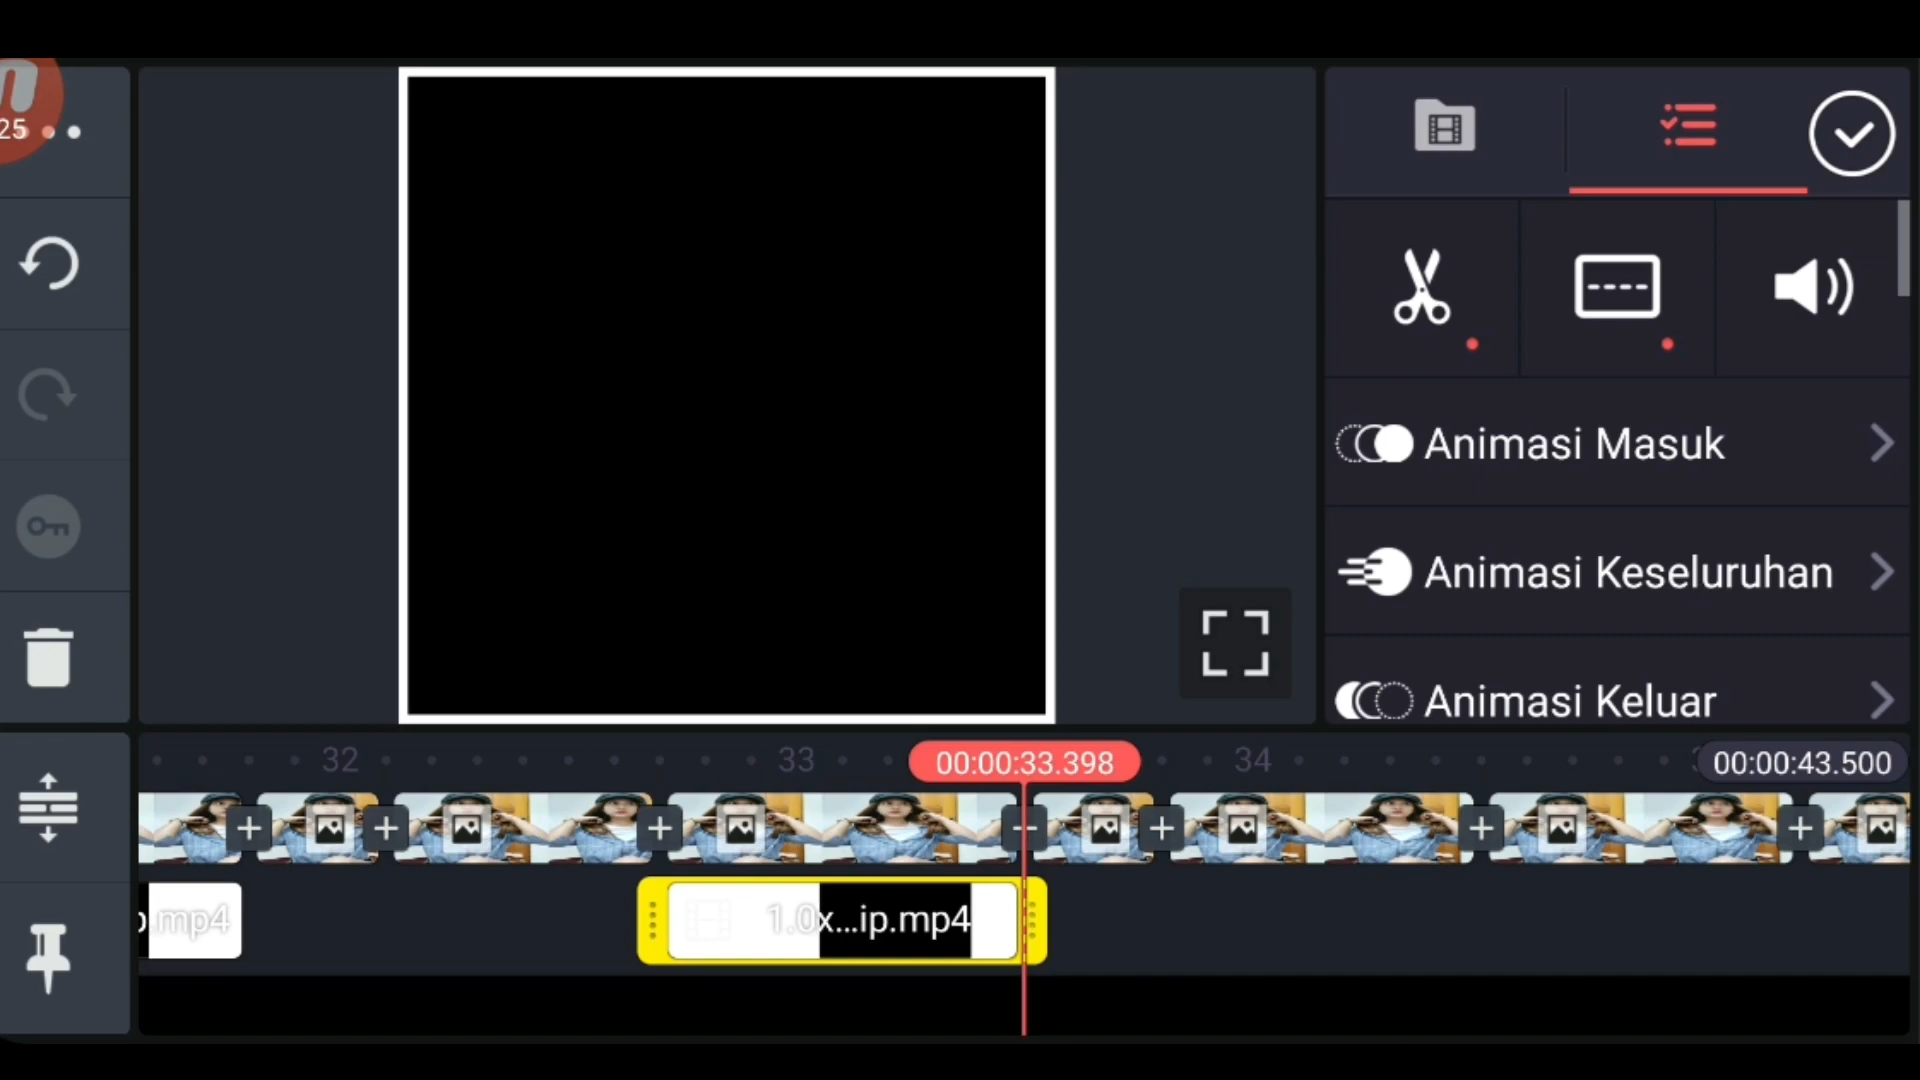 25
Animasi Masuk
Animasi Keseluruhan
Animasi Keluar
32
33
00:00:33.398
34
00:00:43.500
p.mp4
1.0x...ip.mp4